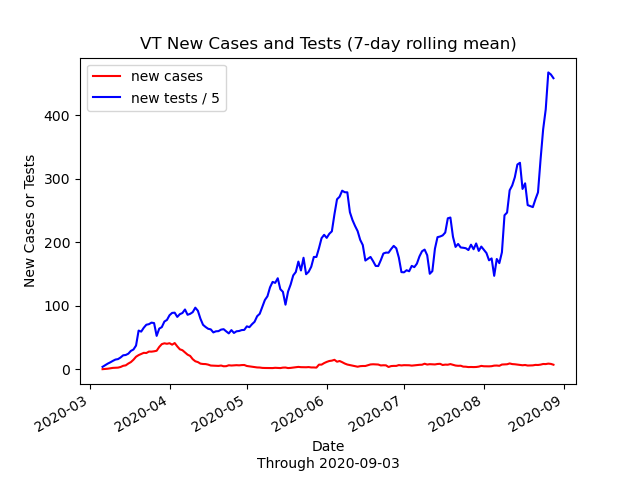 VT New Cases and Tests (7-day rolling mean)
new cases
new tests / 5
New Cases or Tests
400
300
200
100
0
2020-03
2020-04
2020-05
2020-06
2020-07
2020-08
2020-09
Date
Through 2020-09-03